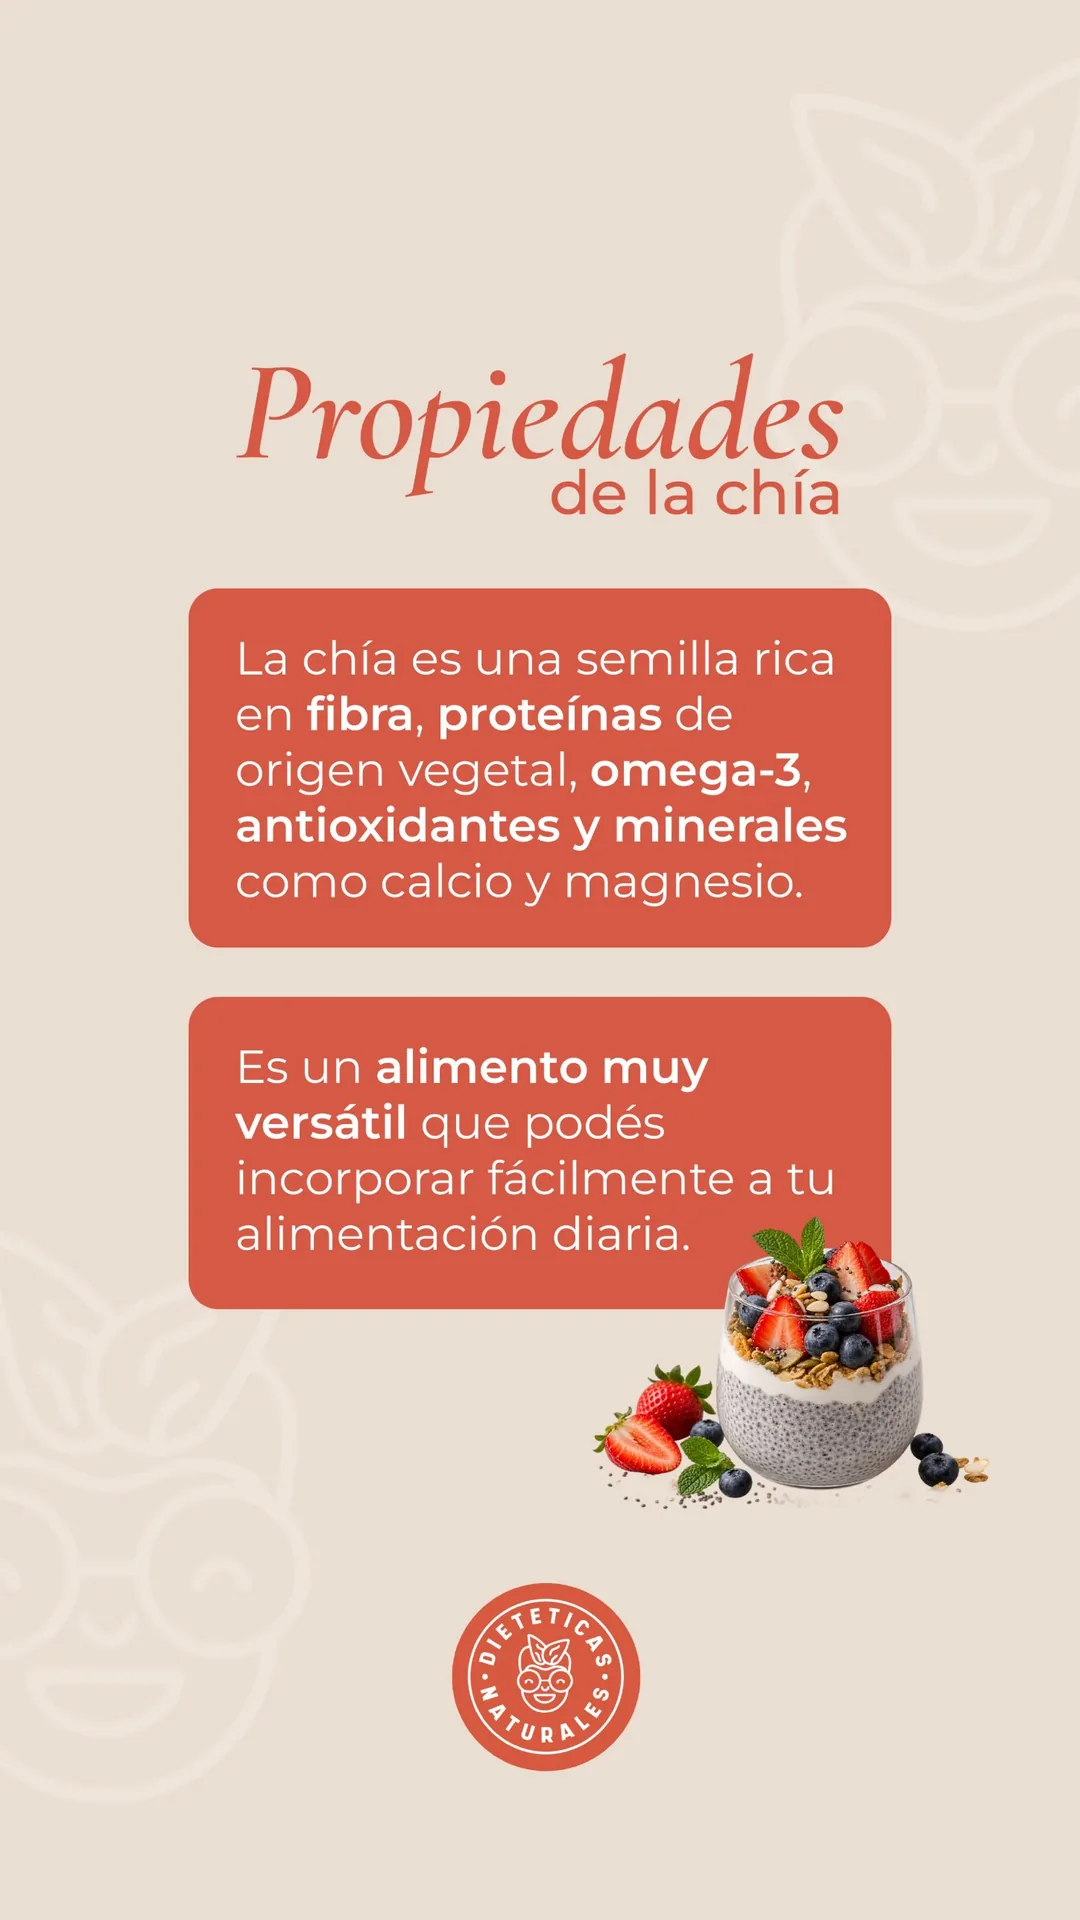 Propiedades
de la chía
La chía es una semilla rica
en fibra, proteínas de
origen vegetal, omega-3,
antioxidantes y minerales
como calcio y magnesio.
Es un alimento muy
versátil que podés
incorporar fácilmente a tu
alimentación diaria.
DIETETICAS
NATURALES